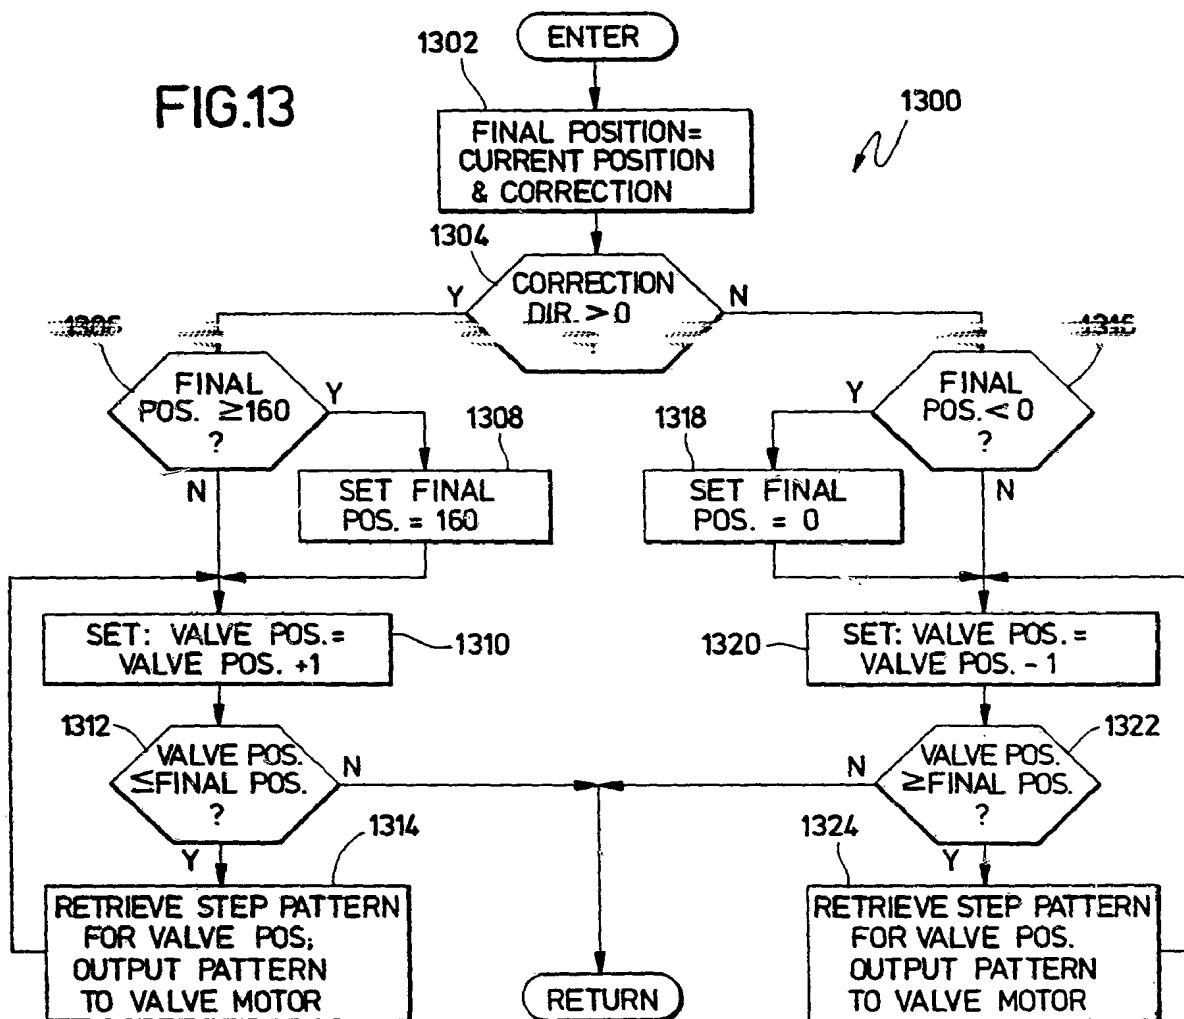 ENTER
1302
FIG.13
1300
FINAL POSITION=
CURRENT POSITION
& CORRECTION
1304
CORRECTION
DIR. > 0
Y
N
FINAL
POS. ≥160
?
Y
N
1308
SET FINAL
POS. = 160
FINAL
POS. < 0
?
Y
N
1318
SET FINAL
POS. = 0
SET: VALVE POS.=
VALVE POS. +1
1310
1320
SET: VALVE POS.=
VALVE POS. - 1
1312
VALVE POS.
≤FINAL POS.
?
N
Y
1322
VALVE POS.
≥FINAL POS.
?
N
Y
1314
RETRIEVE STEP PATTERN
FOR VALVE POS;
OUTPUT PATTERN
TO VALVE MOTOR
1324
RETRIEVE STEP PATTERN
FOR VALVE POS.
OUTPUT PATTERN
TO VALVE MOTOR
RETURN